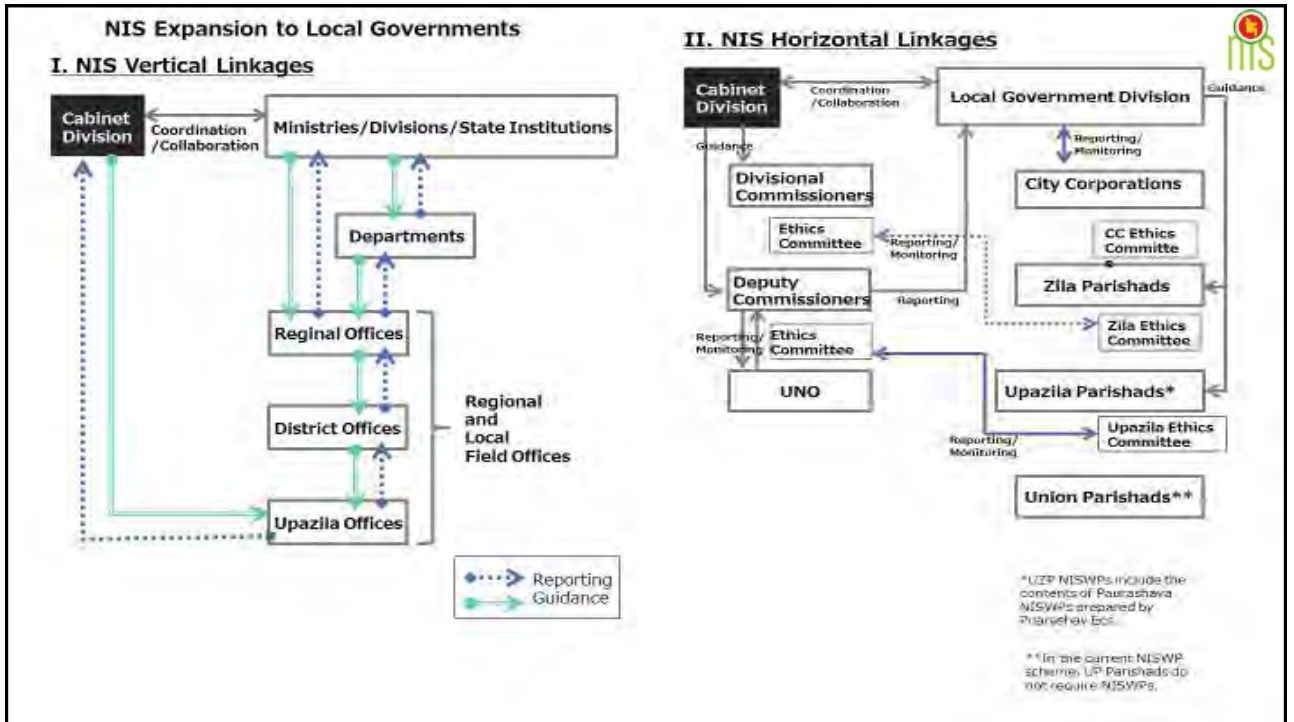 NIS Expansion to Local Governments
I. NIS Vertical Linkages
Cabinet
Division
Coordination
/Collaboration
Ministries/Divisions/State Institutions
Departments
Reginal Offices
District Offices
Upazila Offices
Regional
and
Local
Field Offices
Reporting
Guidance
II. NIS Horizontal Linkages
nis
Cabinet
Division
Coordination
/Collaboration
Local Government Division
Guidance
Guidance
Reporting/
Monitoring
Divisional
Commissioners
City Corporations
Ethics
Committee
Reporting/
Monitoring
CC Ethics
Committe
Deputy
Commissioners
Reporting
Zila Parishads
Reporting/
Monitoring
Ethics
Committee
Zila Ethics
Committee
UNO
Upazila Parishads*
Reporting/
Monitoring
Upazila Ethics
Committee
Union Parishads**
*UZP NISWPs include the
contents of Paurashava
NISWPs prepared by
**In the current NISWP
scheme, UP Parishads do
not require NISWPs.